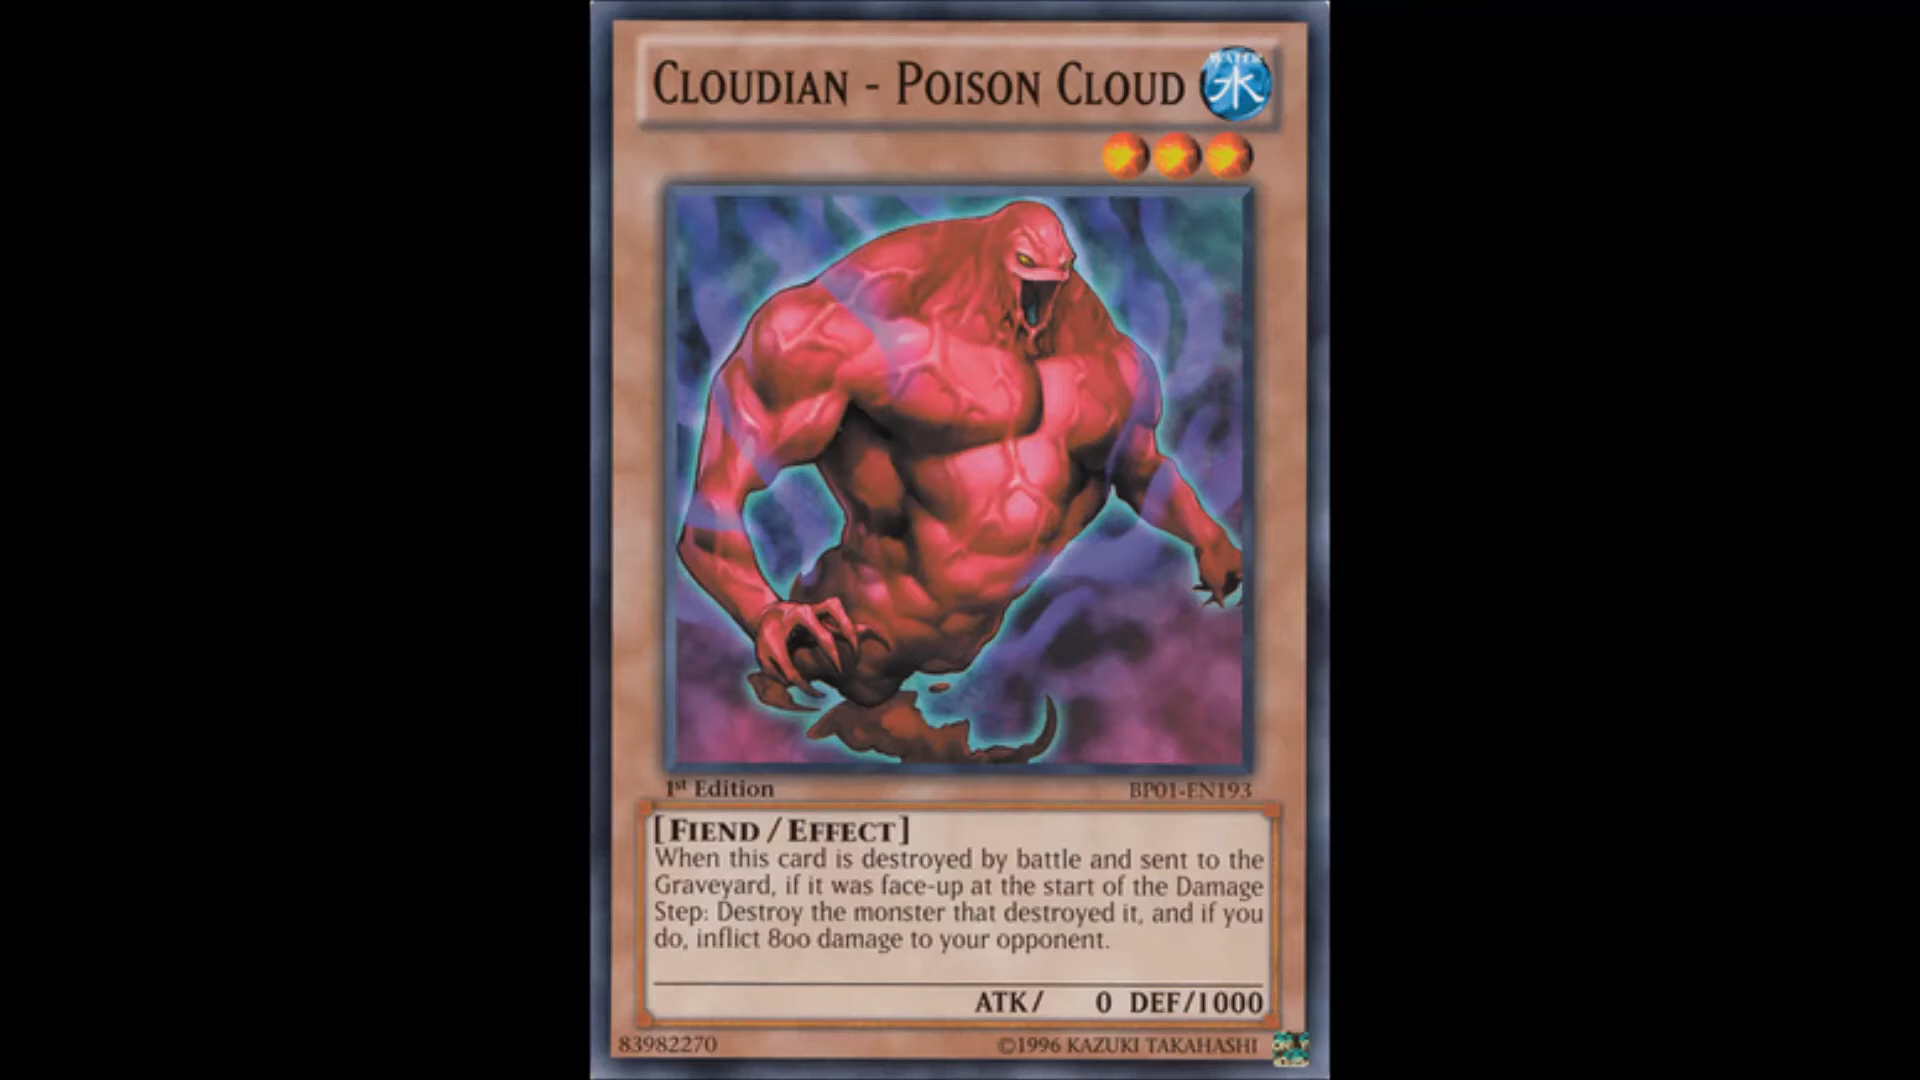 CLOUDIAN - POISON CLOUD
WATER
水
1st Edition
BP01-EN193
[FIEND / EFFECT]
When this card is destroyed by battle and sent to the
Graveyard, if it was face-up at the start of the Damage
Step: Destroy the monster that destroyed it, and if you
do, inflict 800 damage to your opponent.
ATK/ 0 DEF/1000
83982270
©1996 KAZUKI TAKAHASHI